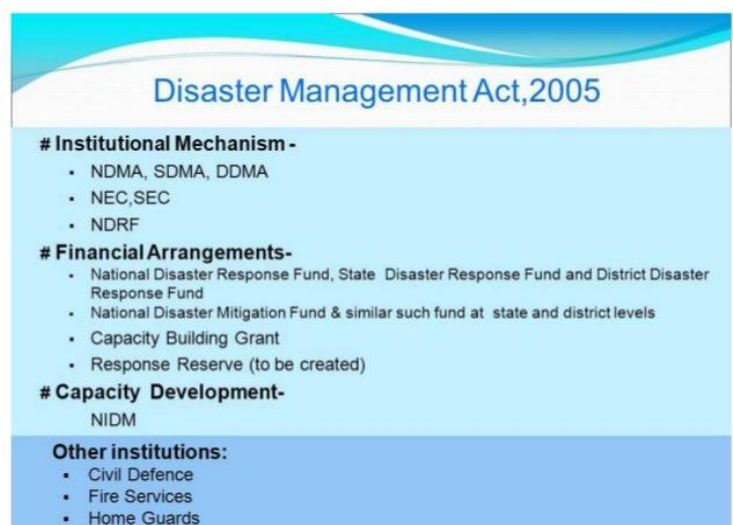 Disaster Management Act,2005
# Institutional Mechanism -
▪ NDMA, SDMA, DDMA
▪ NEC,SEC
▪ NDRF
# Financial Arrangements-
▪ National Disaster Response Fund, State Disaster Response Fund and District Disaster
Response Fund
▪ National Disaster Mitigation Fund & similar such fund at state and district levels
▪ Capacity Building Grant
▪ Response Reserve (to be created)
# Capacity Development-
NIDM
Other institutions:
▪ Civil Defence
▪ Fire Services
▪ Home Guards